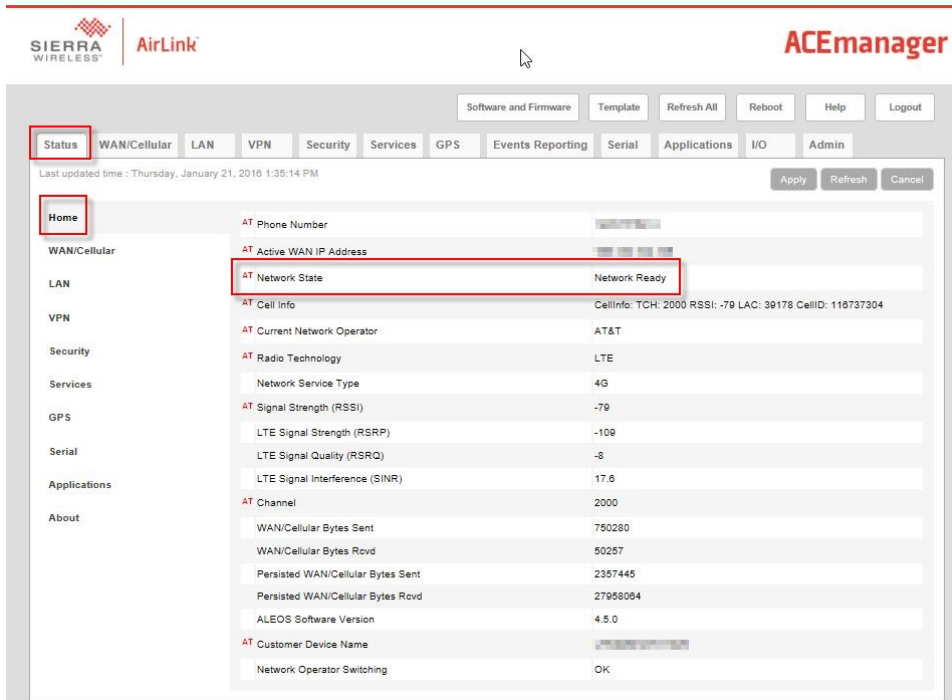 SIERRA WIRELESS AirLink ACEmanager
Software and Firmware Template Refresh All Reboot Help Logout
Status WAN/Cellular LAN VPN Security Services GPS Events Reporting Serial Applications I/O Admin
Last updated time : Thursday, January 21, 2016 1:35:14 PM Apply Refresh Cancel
Home
WAN/Cellular
LAN
VPN
Security
Services
GPS
Serial
Applications
About
AT Phone Number
AT Active WAN IP Address
AT Network State Network Ready
AT Cell Info CellInfo: TCH: 2000 RSSI: -79 LAC: 39178 CellID: 116737304
AT Current Network Operator AT&T
AT Radio Technology LTE
Network Service Type 4G
AT Signal Strength (RSSI) -79
LTE Signal Strength (RSRP) -109
LTE Signal Quality (RSRQ) -8
LTE Signal Interference (SINR) 17.6
AT Channel 2000
WAN/Cellular Bytes Sent 750280
WAN/Cellular Bytes Rcvd 50257
Persisted WAN/Cellular Bytes Sent 2357445
Persisted WAN/Cellular Bytes Rcvd 27958064
ALEOS Software Version 4.5.0
AT Customer Device Name
Network Operator Switching OK